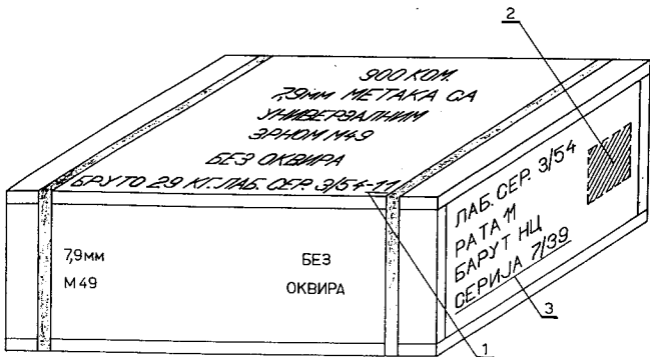 2
900 КОМ.
7,9мм МЕТАКА СА
УНИВЕРЗАЛНИМ
ЗРНОМ М49
БЕЗ ОКВИРА
БРУТО 29 КГ.ЛАБ. СЕР. 3/54-11
ЛАБ. СЕР. 3/54
РАТА 11
БАРУТ НЦ
СЕРИЈА 7/39
7,9мм
М49
БЕЗ
ОКВИРА
3
1